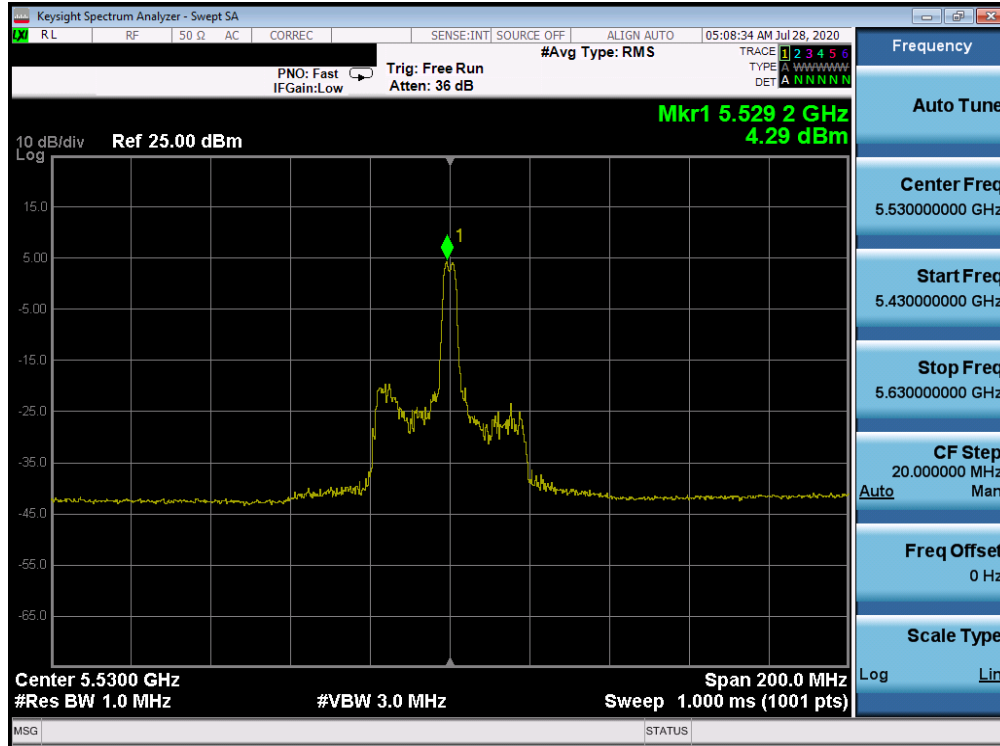 Keysight Spectrum Analyzer - Swept SA
LXI RL RF 50 Ω AC CORREC SENSE:INT SOURCE OFF ALIGN AUTO 05:08:34 AM Jul 28, 2020
#Avg Type: RMS
TRACE 1 2 3 4 5 6
PNO: Fast Trig: Free Run
TYPE A WWWWW
IFGain:Low Atten: 36 dB
DET A N N N N N
Mkr1 5.529 2 GHz
4.29 dBm
10 dB/div Ref 25.00 dBm
Log
15.0
1
5.00
-5.00
-15.0
-25.0
-35.0
-45.0
-55.0
-65.0
Center 5.5300 GHz Span 200.0 MHz
#Res BW 1.0 MHz #VBW 3.0 MHz Sweep 1.000 ms (1001 pts)
MSG STATUS
Frequency
Auto Tune
Center Freq
5.530000000 GHz
Start Freq
5.430000000 GHz
Stop Freq
5.630000000 GHz
CF Step
20.000000 MHz
Auto Man
Freq Offset
0 Hz
Scale Type
Log Lin